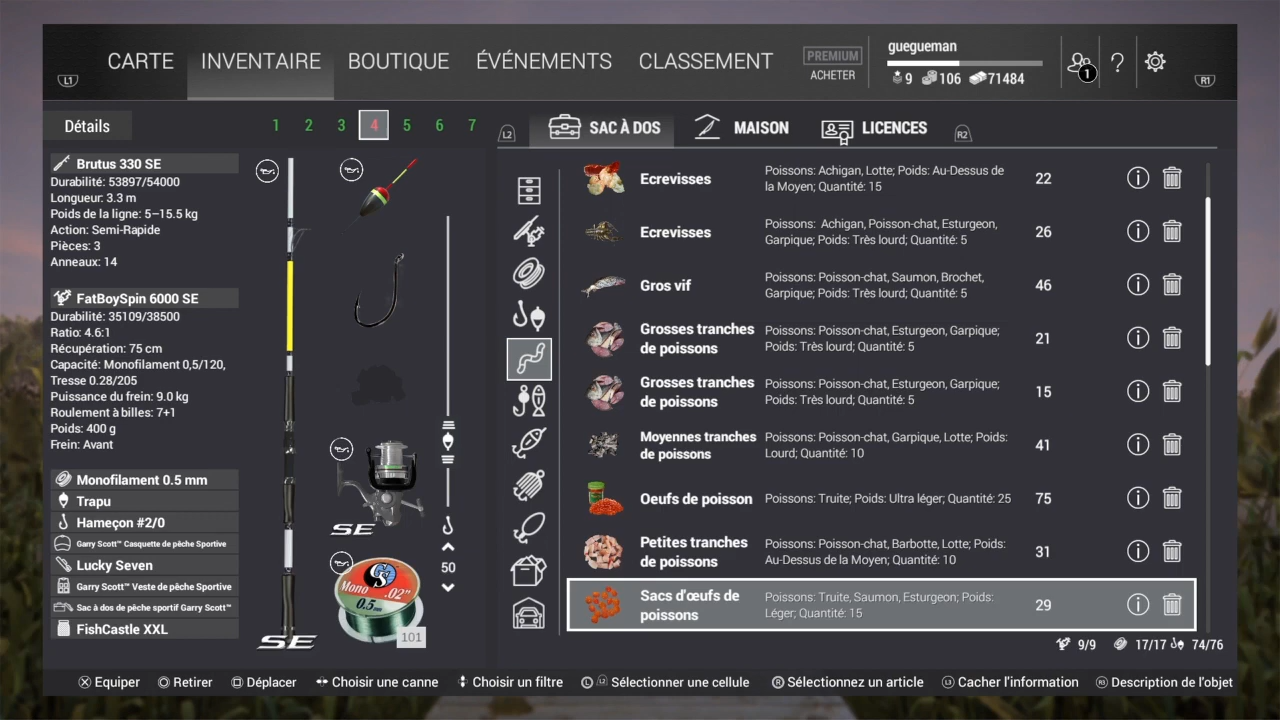 CARTE INVENTAIRE BOUTIQUE ÉVÉNEMENTS CLASSEMENT
PREMIUM
ACHETER
guegueman
9 106 71484
1
?
L1
R1
Détails
1 2 3 4 5 6 7
L2
SAC À DOS
MAISON
LICENCES
R2
Brutus 330 SE
Durabilité: 53897/54000
Longueur: 3.3 m
Poids de la ligne: 5–15.5 kg
Action: Semi-Rapide
Pièces: 3
Anneaux: 14
FatBoySpin 6000 SE
Durabilité: 35109/38500
Ratio: 4.6:1
Récupération: 75 cm
Capacité: Monofilament 0,5/120,
Tresse 0.28/205
Puissance du frein: 9.0 kg
Roulement à billes: 7+1
Poids: 400 g
Frein: Avant
Monofilament 0.5 mm
Trapu
Hameçon #2/0
Garry Scott™ Casquette de pêche Sportive
Lucky Seven
Garry Scott™ Veste de pêche Sportive
Sac à dos de pêche sportif Garry Scott™
FishCastle XXL
SE
SE
Mono .02"
0.5mm
101
50
Ecrevisses
Poissons: Achigan, Lotte; Poids: Au-Dessus de
la Moyen; Quantité: 15
22
Ecrevisses
Poissons: Achigan, Poisson-chat, Esturgeon,
Garpique; Poids: Très lourd; Quantité: 5
26
Gros vif
Poissons: Poisson-chat, Saumon, Brochet,
Garpique; Poids: Très lourd; Quantité: 5
46
Grosses tranches
de poissons
Poissons: Poisson-chat, Esturgeon, Garpique;
Poids: Très lourd; Quantité: 5
21
Grosses tranches
de poissons
Poissons: Poisson-chat, Esturgeon, Garpique;
Poids: Très lourd; Quantité: 5
15
Moyennes tranches
de poissons
Poissons: Poisson-chat, Garpique, Lotte; Poids:
Lourd; Quantité: 10
41
Oeufs de poisson
Poissons: Truite; Poids: Ultra léger; Quantité: 25
75
Petites tranches
de poissons
Poissons: Poisson-chat, Barbotte, Lotte; Poids:
Au-Dessus de la Moyen; Quantité: 10
31
Sacs d'œufs de
poissons
Poissons: Truite, Saumon, Esturgeon; Poids:
Léger; Quantité: 15
29
9/9 17/17 74/76
Equiper Retirer Déplacer Choisir une canne Choisir un filtre L L2 Sélectionner une cellule R Sélectionnez un article L3 Cacher l'information R3 Description de l'objet